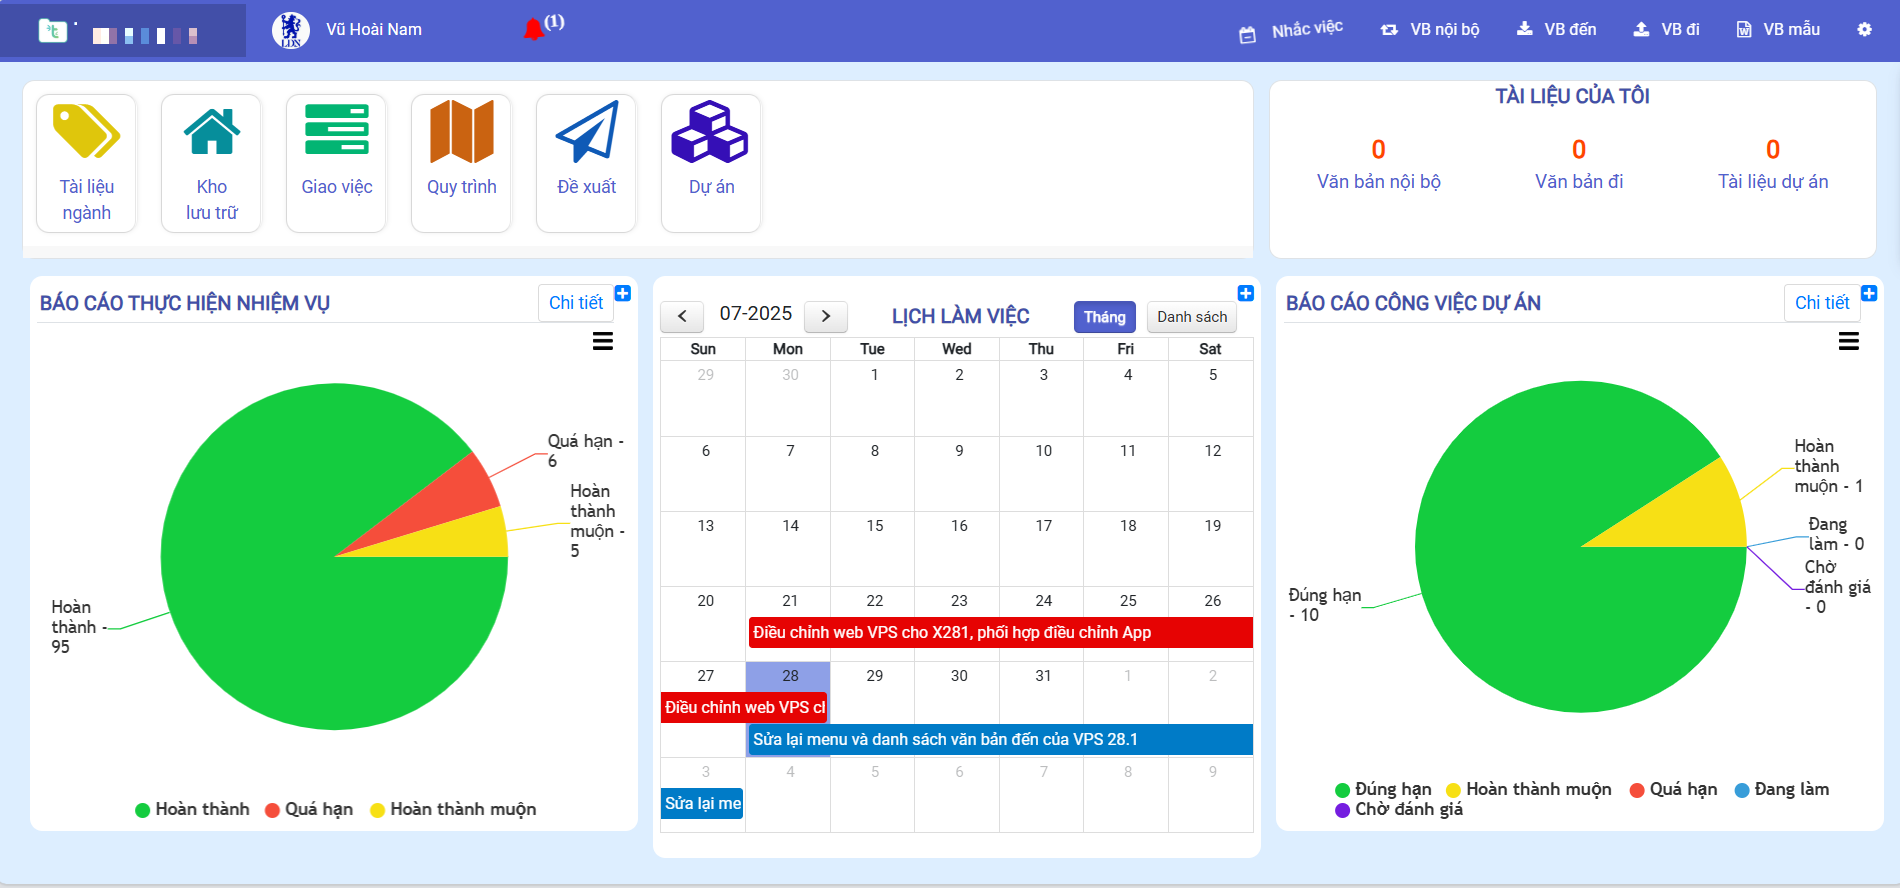 LDN
Vũ Hoài Nam
(1)
Nhắc việc
VB nội bộ
VB đến
VB đi
VB mẫu
Tài liệu
ngành
Kho
lưu trữ
Giao việc
Quy trình
Đề xuất
Dự án
TÀI LIỆU CỦA TÔI
0
0
0
Văn bản nội bộ
Văn bản đi
Tài liệu dự án
BÁO CÁO THỰC HIỆN NHIỆM VỤ
Chi tiết
Quá hạn -
6
Hoàn
thành
muộn -
5
Hoàn
thành -
95
Hoàn thành
Quá hạn
Hoàn thành muộn
07-2025
LỊCH LÀM VIỆC
Tháng
Danh sách
Sun Mon Tue Wed Thu Fri Sat
29 30 1 2 3 4 5
6 7 8 9 10 11 12
13 14 15 16 17 18 19
20 21 22 23 24 25 26
Điều chỉnh web VPS cho X281, phối hợp điều chỉnh App
27 28 29 30 31 1 2
Điều chỉnh web VPS cl
Sửa lại menu và danh sách văn bản đến của VPS 28.1
3 4 5 6 7 8 9
Sửa lại me
BÁO CÁO CÔNG VIỆC DỰ ÁN
Chi tiết
Hoàn
thành
muộn - 1
Đang
làm - 0
Chờ
đánh giá
- 0
Đúng hạn
- 10
Đúng hạn
Hoàn thành muộn
Quá hạn
Đang làm
Chờ đánh giá